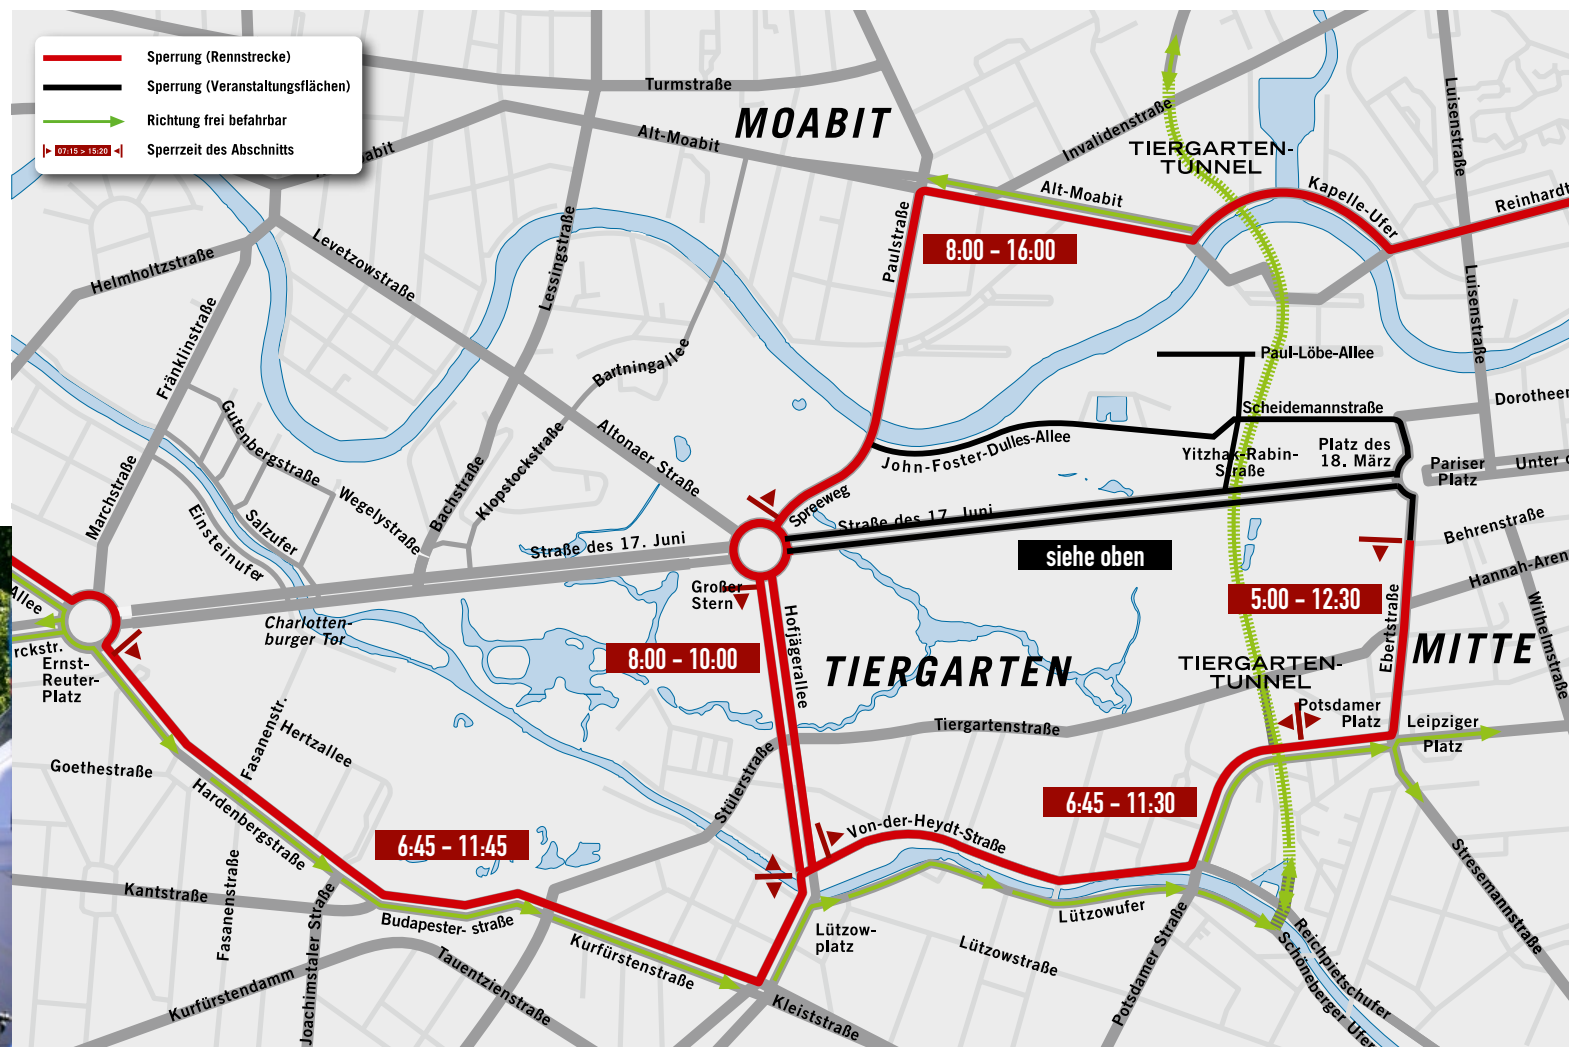 Sperrung (Rennstrecke)
Sperrung (Veranstaltungsflächen)
Richtung frei befahrbar
07:15 > 15:20
Sperrzeit des Abschnitts
Turmstraße
MOABIT
Alt-Moabit
abit
Invalidenstraße
TIERGARTEN-
TUNNEL
Luisenstraße
Alt-Moabit
Kapelle-Ufer
Reinhardt
Paulstraße
8:00 – 16:00
Helmholtzstraße
Levetzowstraße
Lessingstraße
Luisenstraße
Fränklinstraße
Bartningallee
Paul-Löbe-Allee
Gutenbergstraße
Altonaer Straße
Scheidemannstraße
Dorotheen
John-Foster-Dulles-Allee
Yitzhak-Rabin-
Straße
Platz des
18. März
Pariser
Platz
Unter d
Marchstraße
Einsteinufer
Salzufer
Wegelystraße
Bachstraße
Klopstockstraße
Spreeweg
Straße des 17. Juni
Straße des 17. Juni
Behrenstraße
siehe oben
Hannah-Aren
Großer
Stern
Hofjägerallee
5:00 – 12:30
Wilhelmstraße
Ebertstraße
Allee
Charlotten-
burger Tor
rckstr.
Ernst-
Reuter-
Platz
8:00 – 10:00
TIERGARTEN
MITTE
TIERGARTEN-
TUNNEL
Potsdamer
Platz
Leipziger
Platz
Tiergartenstraße
Fasanenstr.
Hertzallee
Goethestraße
Stülerstraße
Hardenbergstraße
6:45 – 11:30
6:45 – 11:45
Von-der-Heydt-Straße
Stresemannstraße
Kantstraße
Fasanenstraße
Joachimstaler Straße
Budapester- straße
Kurfürstenstraße
Lützow-
platz
Lützowufer
Lützowstraße
Potsdamer Straße
Reichpietschufer
Schöneberger Ufer
Kurfürstendamm
Tauentzienstraße
Kleiststraße